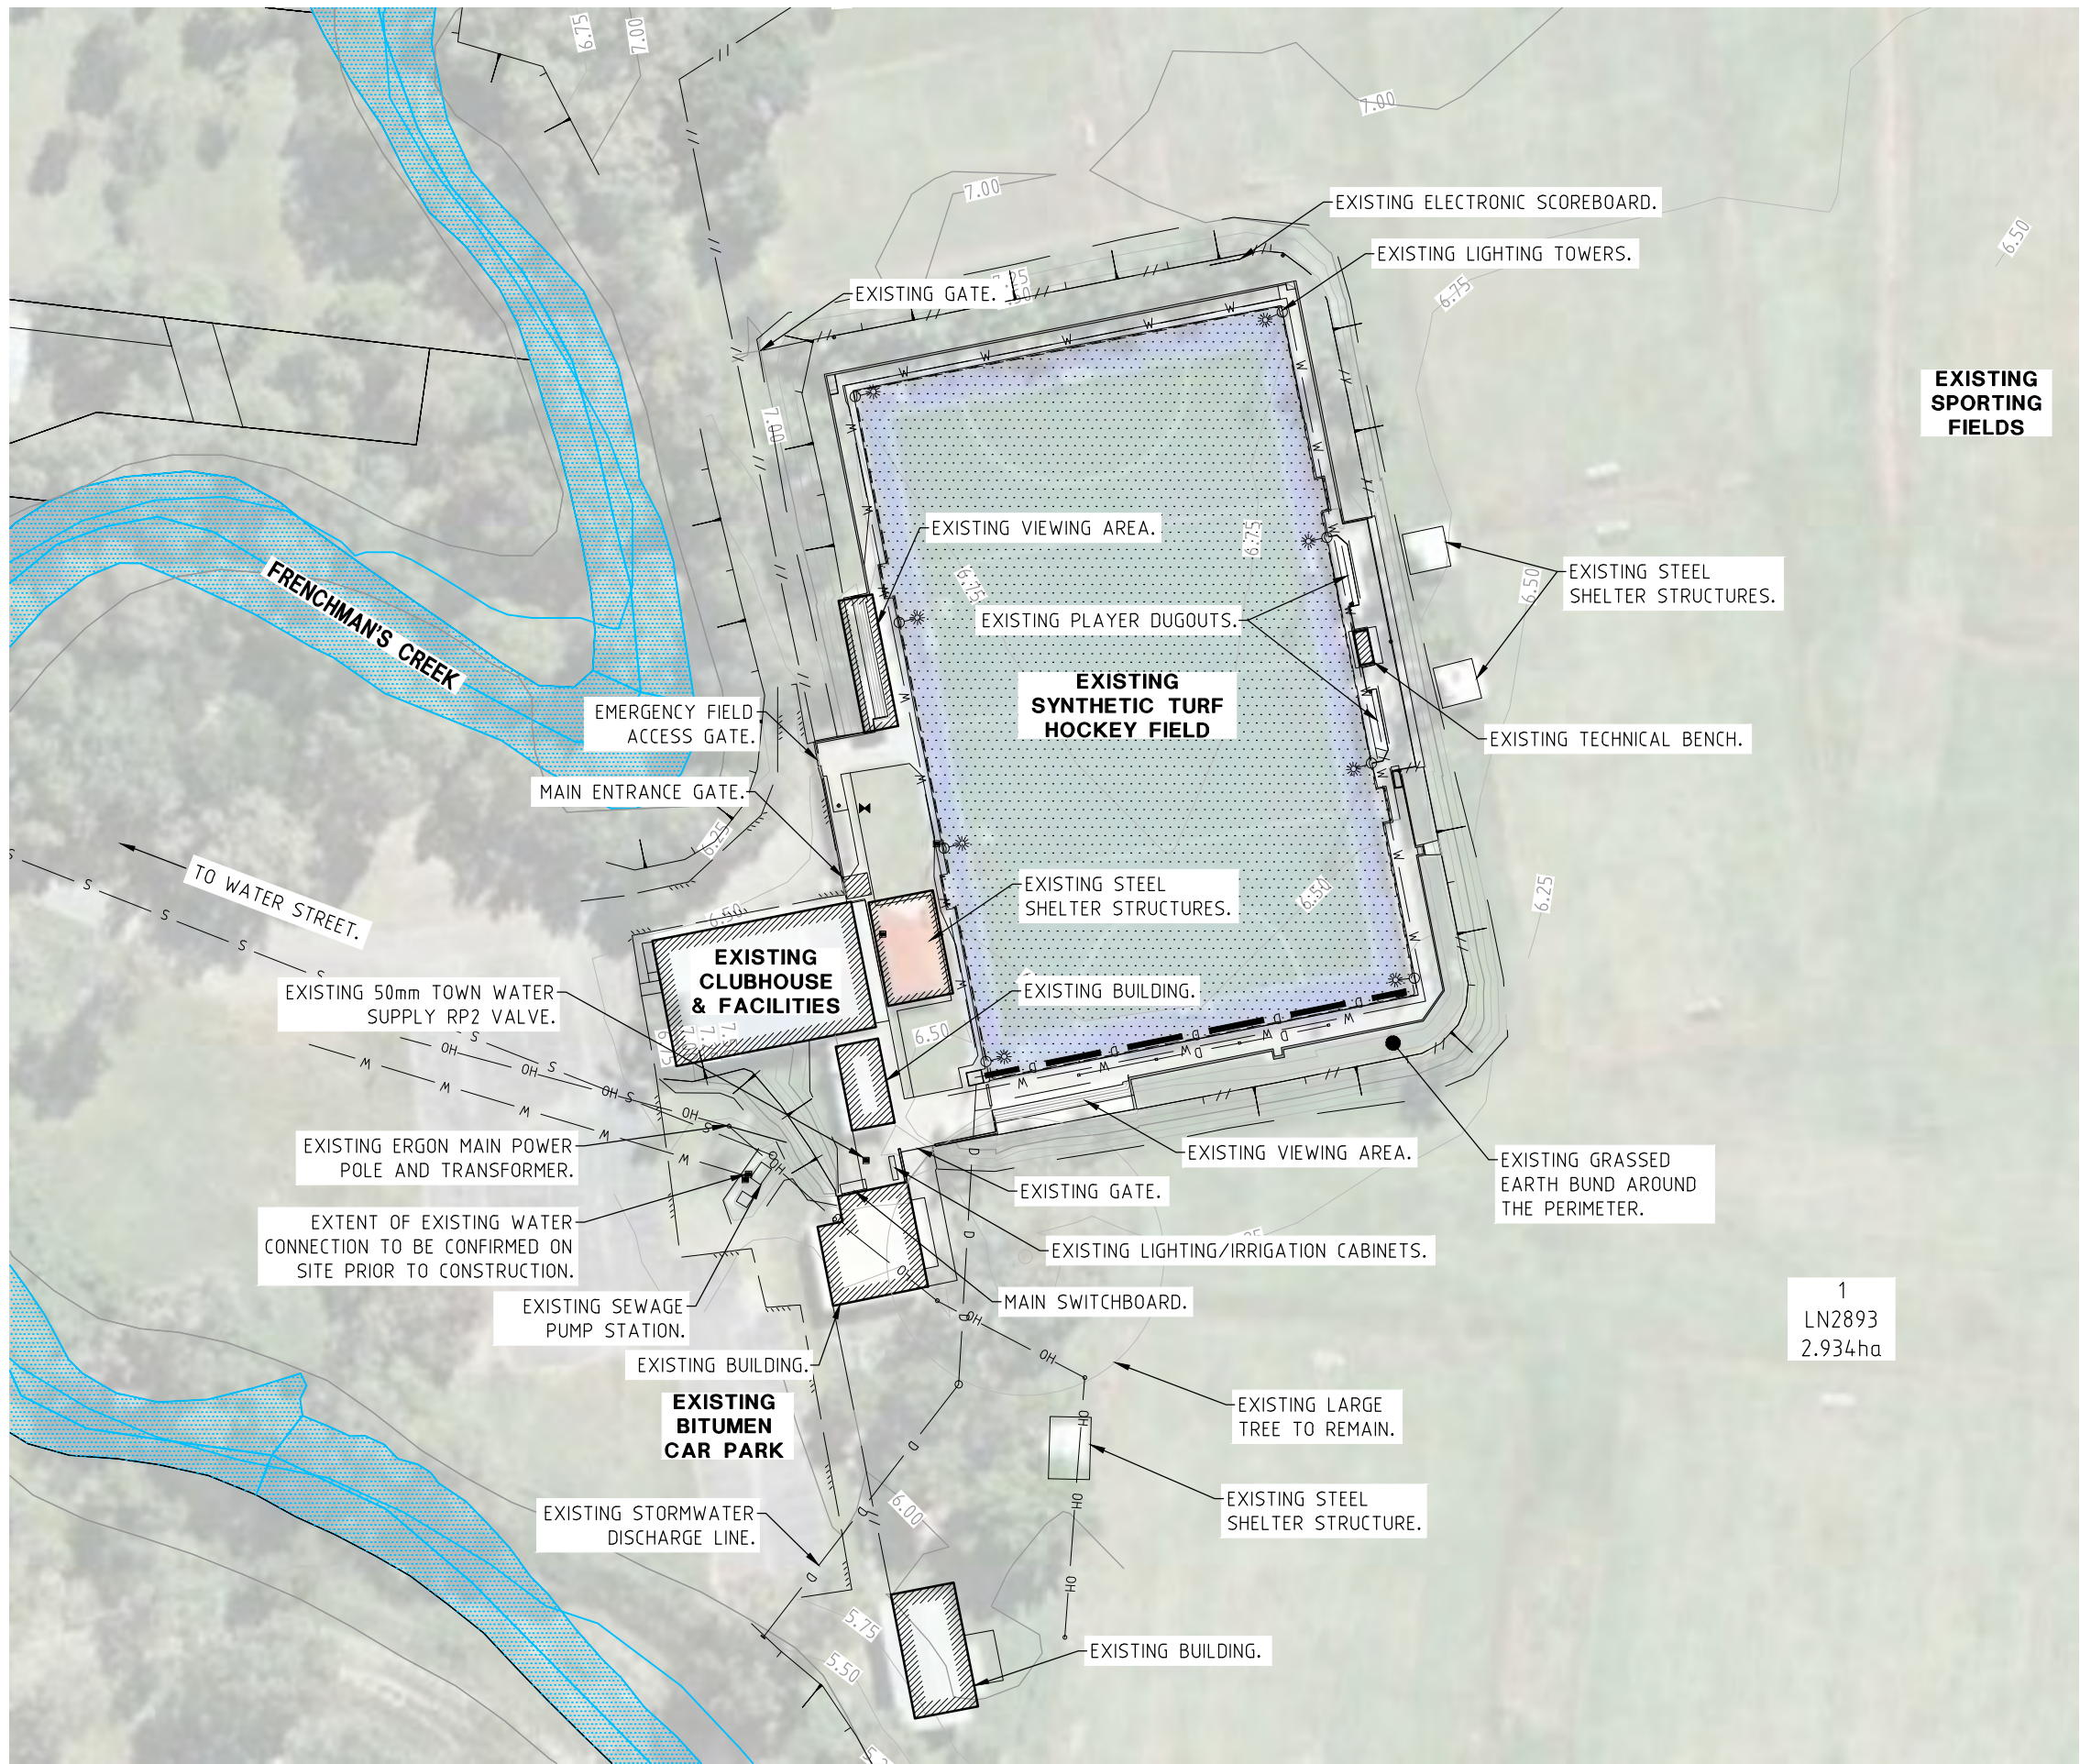 6.75
7.00
7.00
7.00
EXISTING ELECTRONIC SCOREBOARD.
6.50
EXISTING LIGHTING TOWERS.
EXISTING GATE.
6.75
EXISTING
SPORTING
FIELDS
7.00
EXISTING VIEWING AREA.
6.75
6.75
EXISTING STEEL
SHELTER STRUCTURES.
6.50
EXISTING PLAYER DUGOUTS.
FRENCHMAN'S CREEK
EXISTING
SYNTHETIC TURF
HOCKEY FIELD
EMERGENCY FIELD
ACCESS GATE.
EXISTING TECHNICAL BENCH.
MAIN ENTRANCE GATE.
6.25
TO WATER STREET.
EXISTING STEEL
SHELTER STRUCTURES.
6.50
6.25
6.50
EXISTING
CLUBHOUSE
& FACILITIES
EXISTING 50mm TOWN WATER
SUPPLY RP2 VALVE.
EXISTING BUILDING.
6.50
EXISTING ERGON MAIN POWER
POLE AND TRANSFORMER.
EXISTING VIEWING AREA.
EXISTING GRASSED
EARTH BUND AROUND
THE PERIMETER.
EXISTING GATE.
EXTENT OF EXISTING WATER
CONNECTION TO BE CONFIRMED ON
SITE PRIOR TO CONSTRUCTION.
EXISTING LIGHTING/IRRIGATION CABINETS.
EXISTING SEWAGE
PUMP STATION.
MAIN SWITCHBOARD.
1
LN2893
2.934ha
EXISTING BUILDING.
EXISTING
BITUMEN
CAR PARK
EXISTING LARGE
TREE TO REMAIN.
EXISTING STORMWATER
DISCHARGE LINE.
6.00
EXISTING STEEL
SHELTER STRUCTURE.
5.75
5.50
EXISTING BUILDING.